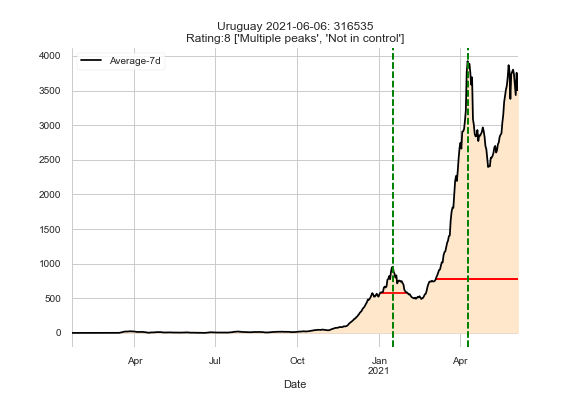 Uruguay 2021-06-06: 316535
Rating:8 ['Multiple peaks', 'Not in control']
Average-7d
4000
3500
3000
2500
2000
1500
1000
500
0
Apr
Jul
Oct
Jan
2021
Apr
Date